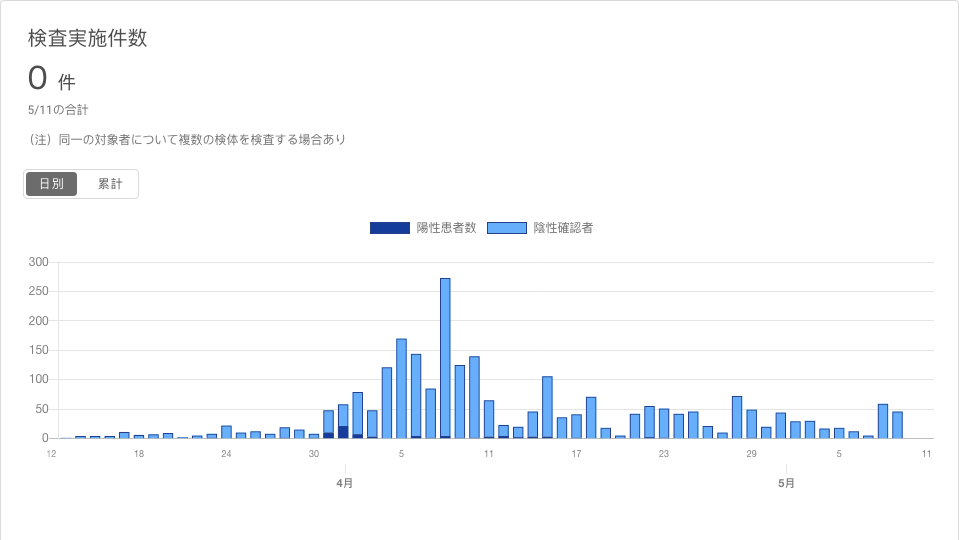 検査実施件数
0 件
5/11の合計
（注）同一の対象者について複数の検体を検査する場合あり
日別 累計
陽性患者数 陰性確認者
300
250
200
150
100
50
0
12 18 24 30 5 11 17 23 29 5 11
4月 5月